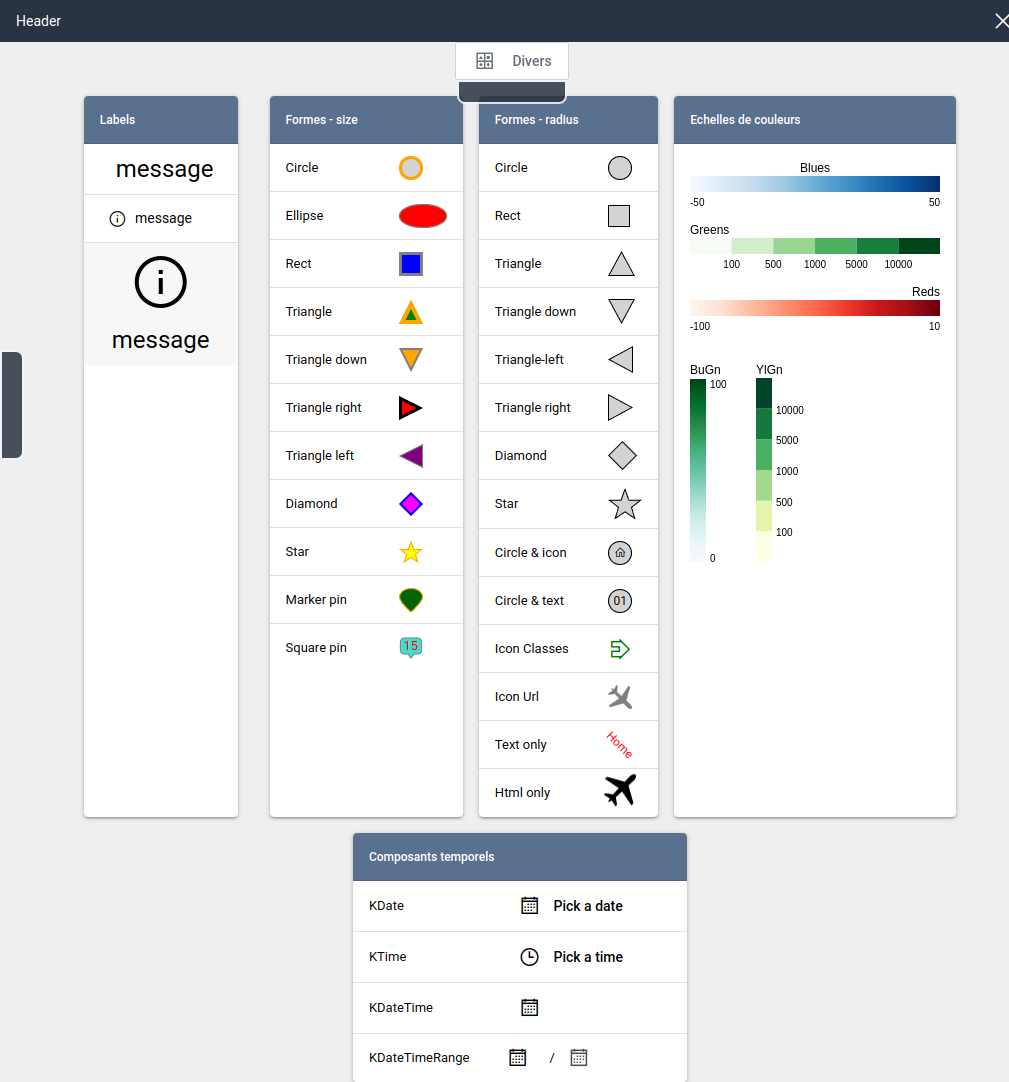 Header
Divers
Labels
message
message
message
Formes - size
Circle
Ellipse
Rect
Triangle
Triangle down
Triangle right
Triangle left
Diamond
Star
Marker pin
Square pin
15
Formes - radius
Circle
Rect
Triangle
Triangle down
Triangle-left
Triangle right
Diamond
Star
Circle & icon
Circle & text
01
Icon Classes
Icon Url
Text only
Home
Html only
Echelles de couleurs
Blues
-50 50
Greens
100 500 1000 5000 10000
Reds
-100 10
BuGn
100
0
YlGn
10000
5000
1000
500
100
Composants temporels
KDate Pick a date
KTime Pick a time
KDateTime
KDateTimeRange /